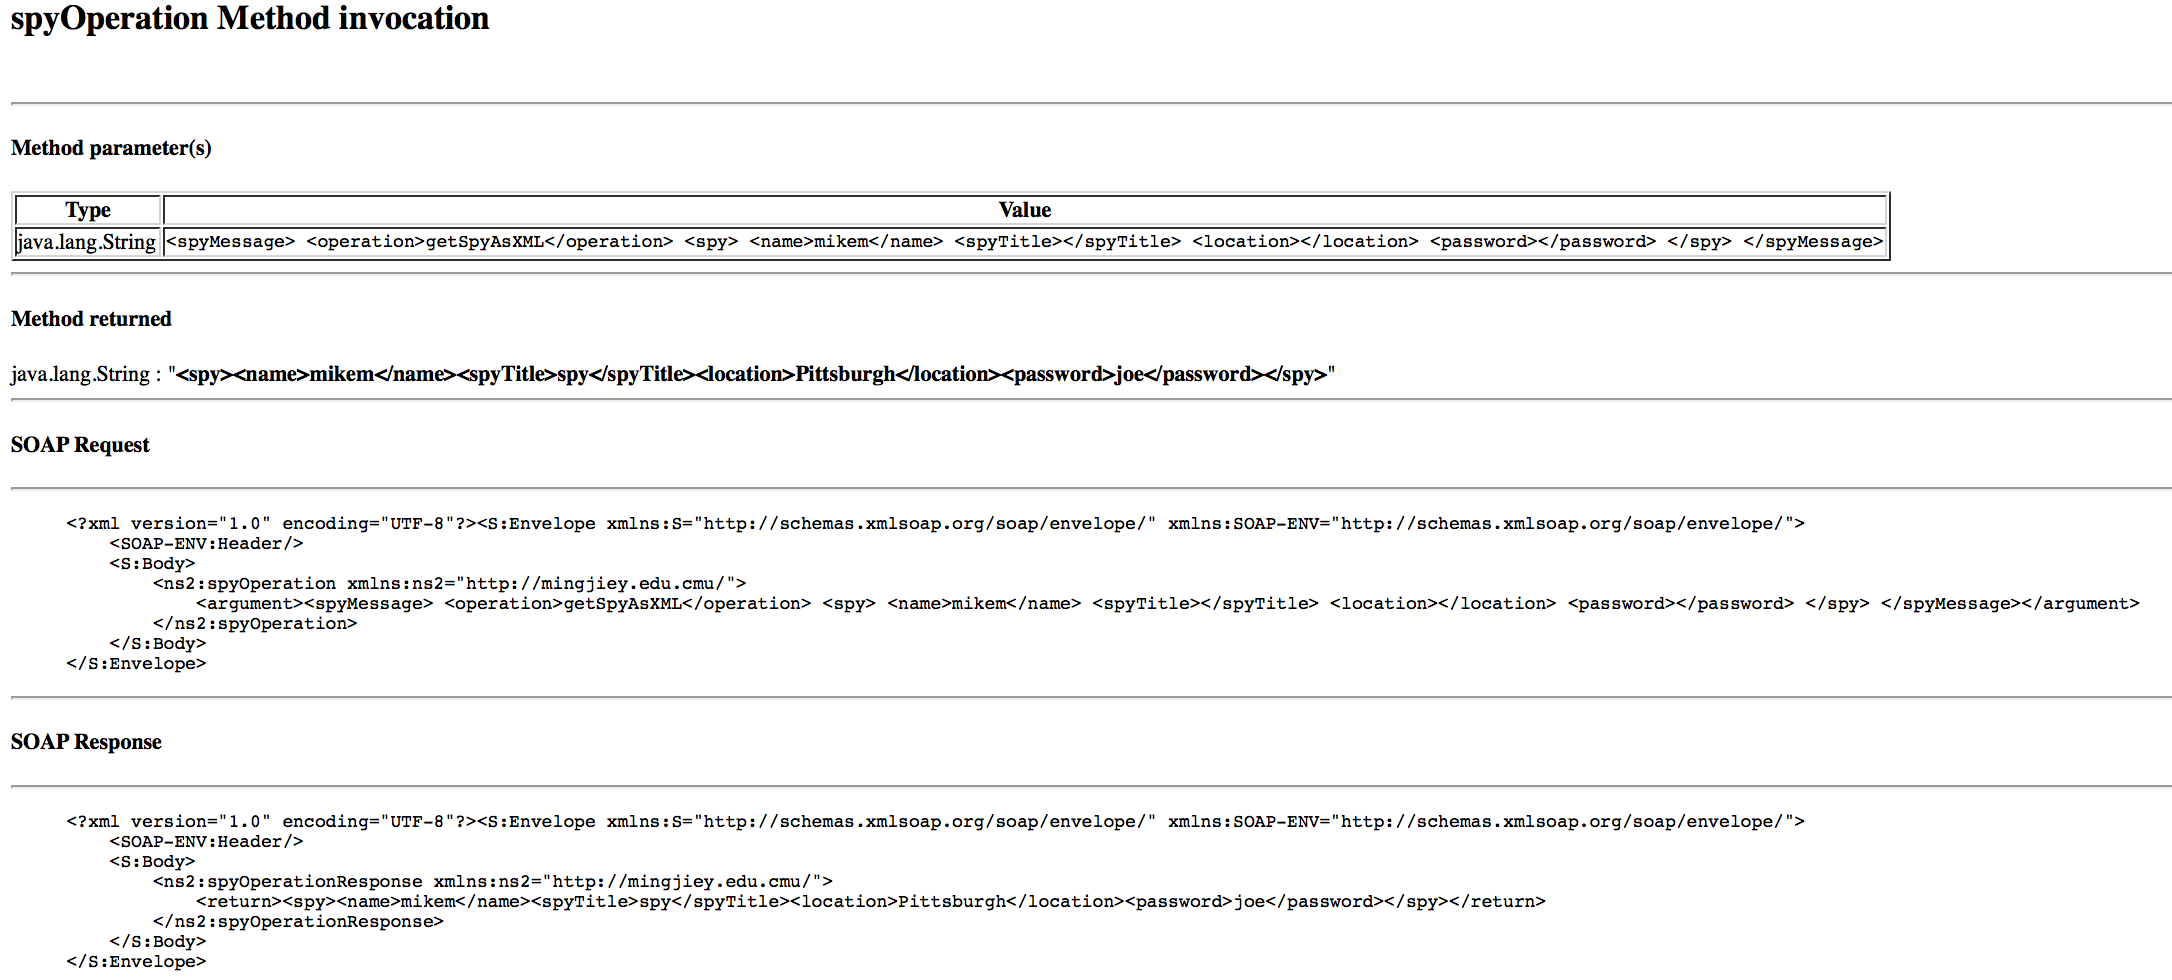 spyOperation Method invocation
Method parameter(s)
Type Value
java.lang.String <spyMessage> <operation>getSpyAsXML</operation> <spy> <name>mikem</name> <spyTitle></spyTitle> <location></location> <password></password> </spy> </spyMessage>
Method returned
java.lang.String : "<spy><name>mikem</name><spyTitle>spy</spyTitle><location>Pittsburgh</location><password>joe</password></spy>"
SOAP Request
<?xml version="1.0" encoding="UTF-8"?><S:Envelope xmlns:S="http://schemas.xmlsoap.org/soap/envelope/" xmlns:SOAP-ENV="http://schemas.xmlsoap.org/soap/envelope/">
<SOAP-ENV:Header/>
<S:Body>
<ns2:spyOperation xmlns:ns2="http://mingjiey.edu.cmu/">
<argument><spyMessage> <operation>getSpyAsXML</operation> <spy> <name>mikem</name> <spyTitle></spyTitle> <location></location> <password></password> </spy> </spyMessage></argument>
</ns2:spyOperation>
</S:Body>
</S:Envelope>
SOAP Response
<?xml version="1.0" encoding="UTF-8"?><S:Envelope xmlns:S="http://schemas.xmlsoap.org/soap/envelope/" xmlns:SOAP-ENV="http://schemas.xmlsoap.org/soap/envelope/">
<SOAP-ENV:Header/>
<S:Body>
<ns2:spyOperationResponse xmlns:ns2="http://mingjiey.edu.cmu/">
<return><spy><name>mikem</name><spyTitle>spy</spyTitle><location>Pittsburgh</location><password>joe</password></spy></return>
</ns2:spyOperationResponse>
</S:Body>
</S:Envelope>